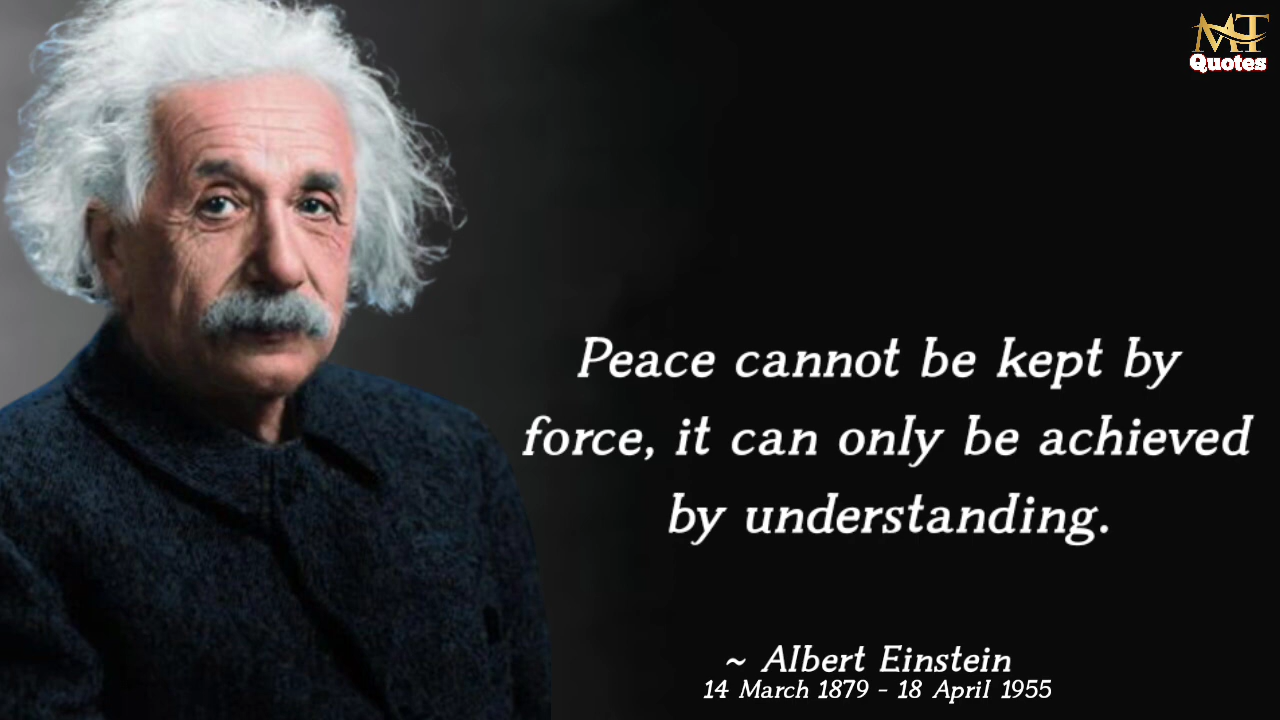 MT
Quotes
Peace cannot be kept by
force, it can only be achieved
by understanding.
~ Albert Einstein
14 March 1879 - 18 April 1955